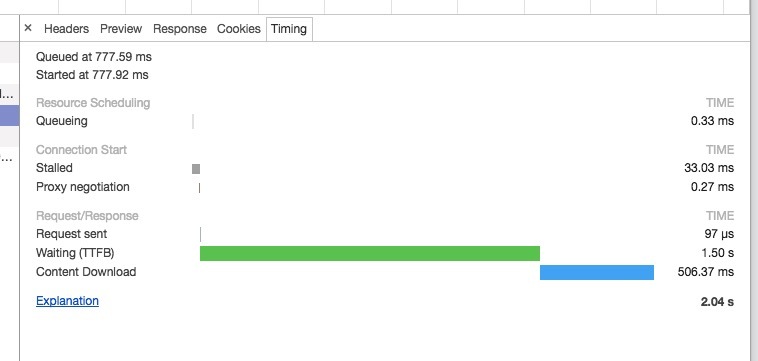 × Headers Preview Response Cookies Timing
Queued at 777.59 ms
Started at 777.92 ms
Resource Scheduling TIME
Queueing 0.33 ms
Connection Start TIME
Stalled 33.03 ms
Proxy negotiation 0.27 ms
Request/Response TIME
Request sent 97 μs
Waiting (TTFB) 1.50 s
Content Download 506.37 ms
Explanation 2.04 s